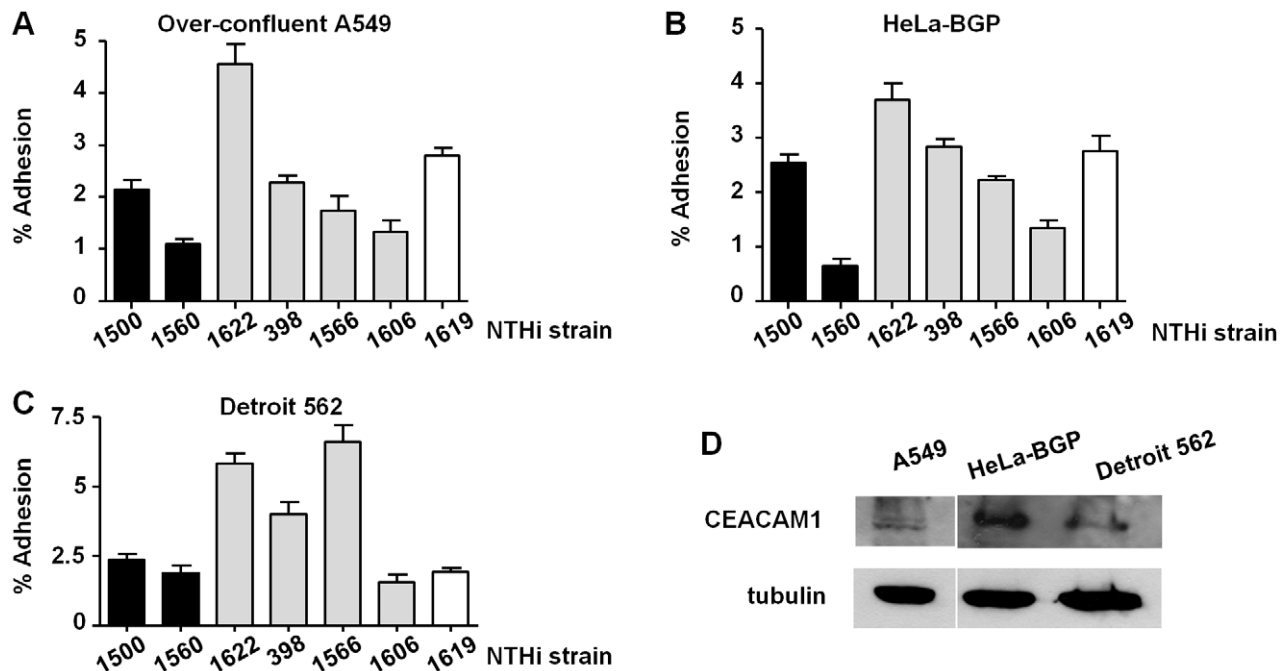 A
Over-confluent A549
% Adhesion
5
4
3
2
1
0
1500 1560 1622 398 1566 1606 1619 NTHi strain
B
HeLa-BGP
% Adhesion
5
4
3
2
1
0
1500 1560 1622 398 1566 1606 1619 NTHi strain
C
Detroit 562
% Adhesion
7.5
5
2.5
0
1500 1560 1622 398 1566 1606 1619 NTHi strain
D
A549 HeLa-BGP Detroit 562
CEACAM1
tubulin